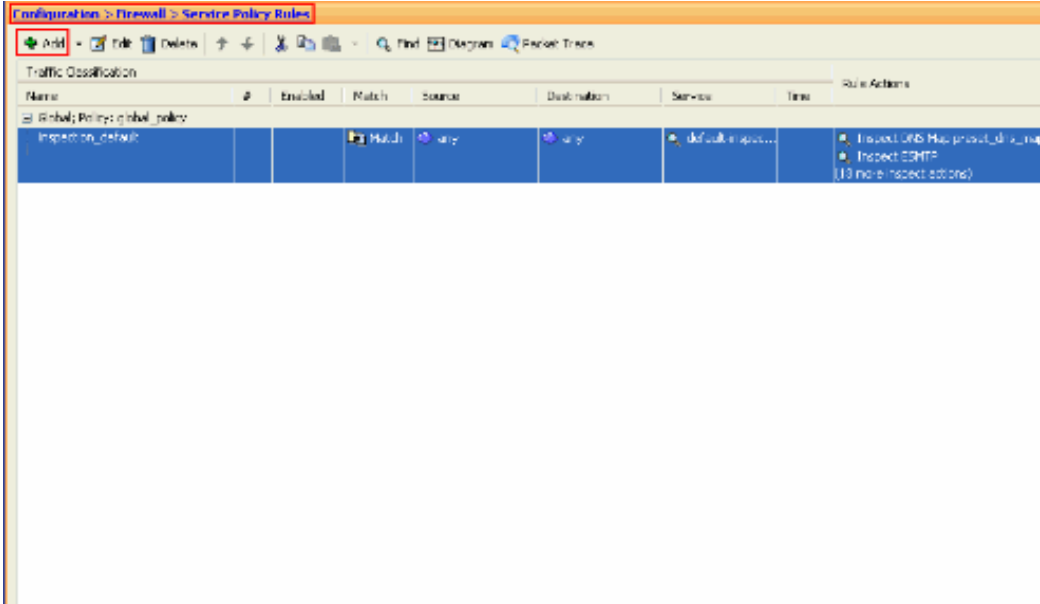 Configuration > Firewall > Service Policy Rules
Add Edit Delete Find Diagram Packet Trace
Traffic Classification
Rule Actions
Name # Enabled Match Source Destination Service Time
Global; Policy: global_policy
inspection_default Match any any default-inspec... Inspect DNS Map preset_dns_map
Inspect ESMTP
more inspect actions)